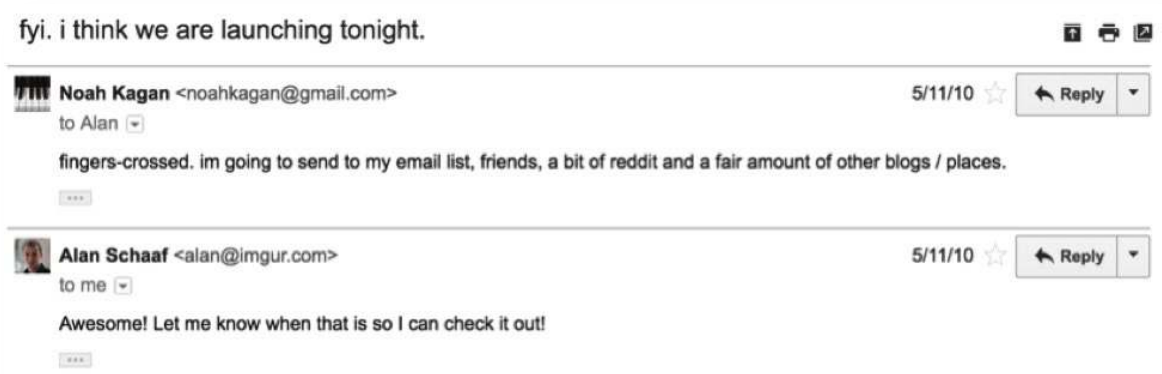 fyi. i think we are launching tonight.
Noah Kagan <noahkagan@gmail.com> 5/11/10 Reply
to Alan
fingers-crossed. im going to send to my email list, friends, a bit of reddit and a fair amount of other blogs / places.
Alan Schaaf <alan@imgur.com> 5/11/10 Reply
to me
Awesome! Let me know when that is so I can check it out!